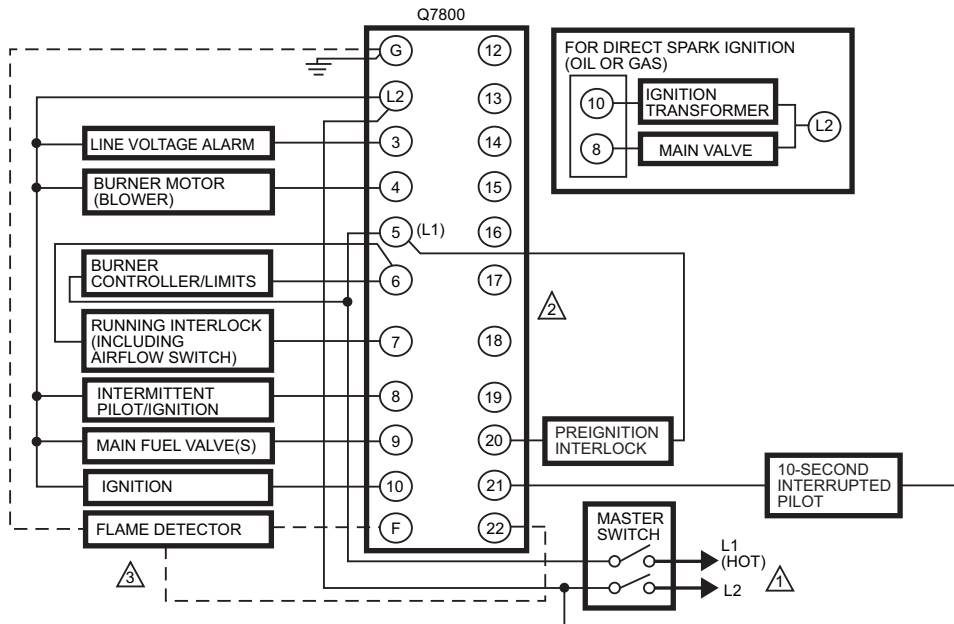 Q7800
G
12
L2
13
LINE VOLTAGE ALARM
3
14
BURNER MOTOR
(BLOWER)
4
15
5
(L1)
16
BURNER
CONTROLLER/LIMITS
6
17
2
RUNNING INTERLOCK
(INCLUDING
AIRFLOW SWITCH)
7
18
INTERMITTENT
PILOT/IGNITION
8
19
MAIN FUEL VALVE(S)
9
20
PREIGNITION
INTERLOCK
IGNITION
10
21
10-SECOND
INTERRUPTED
PILOT
FLAME DETECTOR
F
22
3
MASTER
SWITCH
L1
(HOT)
L2
1
FOR DIRECT SPARK IGNITION
(OIL OR GAS)
10
IGNITION
TRANSFORMER
L2
8
MAIN VALVE